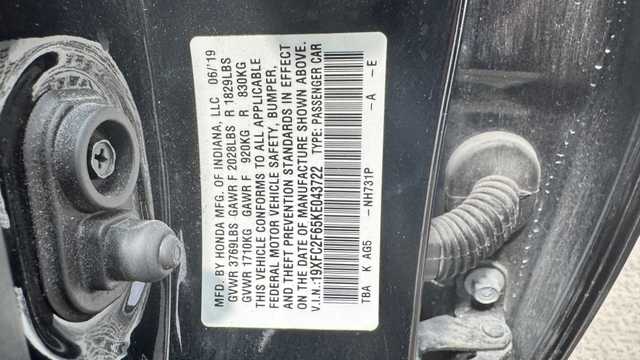 MFD. BY HONDA MFG. OF INDIANA, LLC 06/'19
GVWR 3769LBS GAWR F 2028LBS R 1829LBS
GVWR 1710KG GAWR F 920KG R 830KG
THIS VEHICLE CONFORMS TO ALL APPLICABLE
FEDERAL MOTOR VEHICLE SAFETY, BUMPER,
AND THEFT PREVENTION STANDARDS IN EFFECT
ON THE DATE OF MANUFACTURE SHOWN ABOVE.
V.I.N.:19XFC2F65KE043722 TYPE: PASSENGER CAR
TBA K AG5 -NH731P -A -E